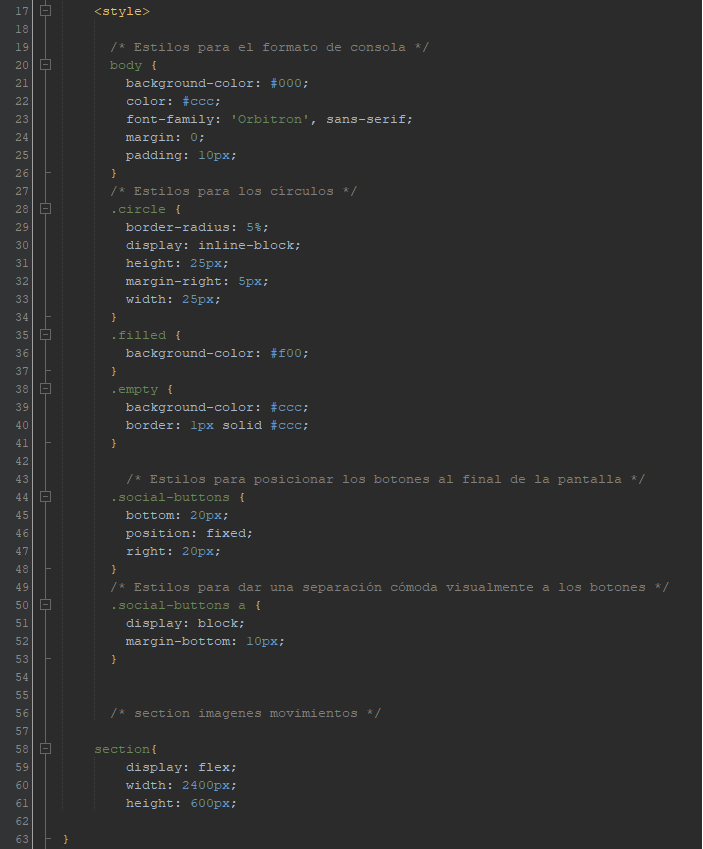 17 <style>
18
19 /* Estilos para el formato de consola */
20 body {
21 background-color: #000;
22 color: #ccc;
23 font-family: 'Orbitron', sans-serif;
24 margin: 0;
25 padding: 10px;
26 }
27 /* Estilos para los círculos */
28 .circle {
29 border-radius: 5%;
30 display: inline-block;
31 height: 25px;
32 margin-right: 5px;
33 width: 25px;
34 }
35 .filled {
36 background-color: #f00;
37 }
38 .empty {
39 background-color: #ccc;
40 border: 1px solid #ccc;
41 }
42
43 /* Estilos para posicionar los botones al final de la pantalla */
44 .social-buttons {
45 bottom: 20px;
46 position: fixed;
47 right: 20px;
48 }
49 /* Estilos para dar una separación cómoda visualmente a los botones */
50 .social-buttons a {
51 display: block;
52 margin-bottom: 10px;
53 }
54
55
56 /* section imagenes movimientos */
57
58 section{
59 display: flex;
60 width: 2400px;
61 height: 600px;
62
63 }